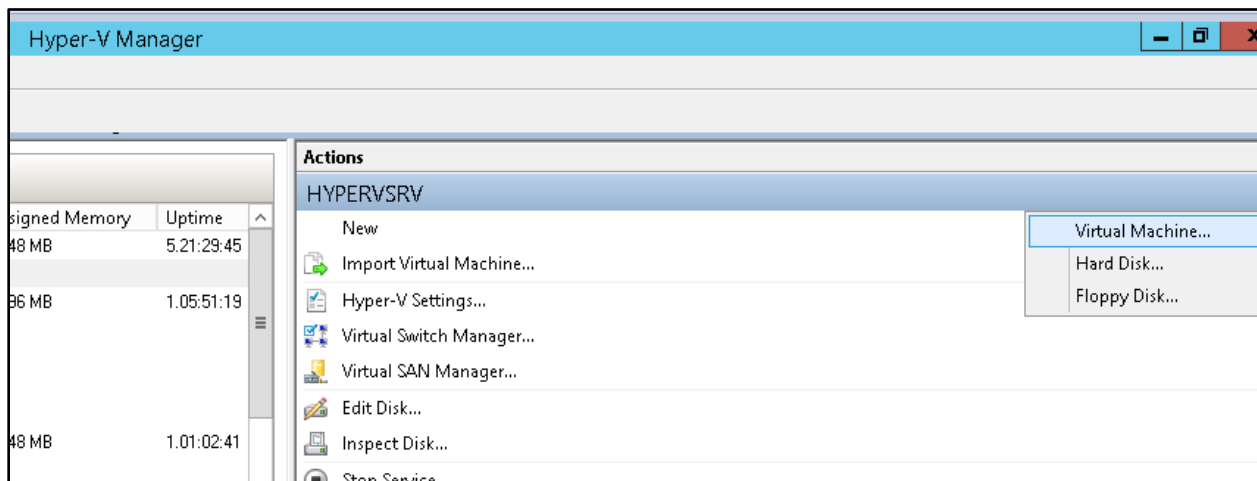 Hyper-V Manager
Actions
HYPERVSRV
signed Memory Uptime
48 MB 5.21:29:45
96 MB 1.05:51:19
48 MB 1.01:02:41
New
Import Virtual Machine...
Hyper-V Settings...
Virtual Switch Manager...
Virtual SAN Manager...
Edit Disk...
Inspect Disk...
Stop Service
Virtual Machine...
Hard Disk...
Floppy Disk...